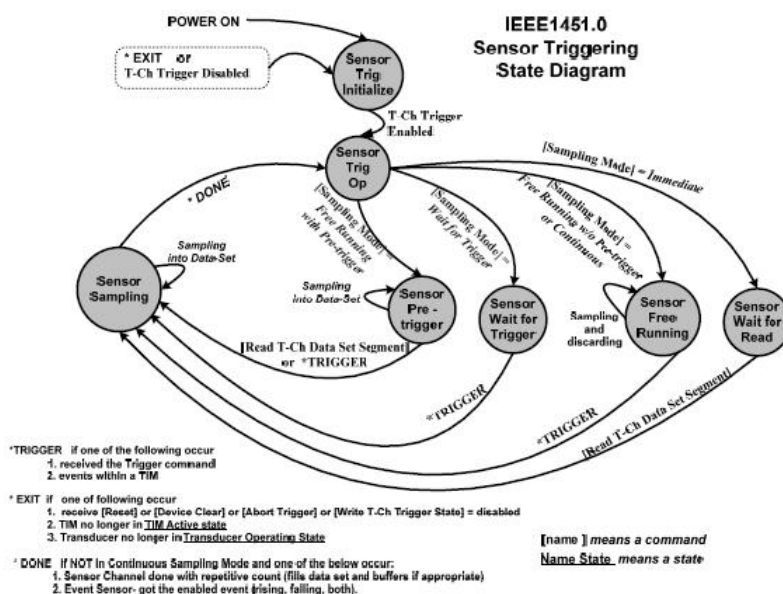 POWER ON
IEEE1451.0
Sensor Triggering
State Diagram
* EXIT or
T-Ch Trigger Disabled
Sensor
Trig
Initialize
T-Ch Trigger
Enabled
Sensor
Trig
Op
* DONE
[Sampling Mode] =
Free Running
with Pre-trigger
[Sampling Mode] =
Wait for Trigger
[Sampling Mode] =
Free Running w/o Pre-trigger
or Continuous
[Sampling Mode] = Immediate
Sampling
into Data-Set
Sensor
Sampling
Sampling
into Data-Set
Sensor
Pre -
trigger
Sensor
Wait for
Trigger
Sampling
and
discarding
Sensor
Free
Running
Sensor
Wait for
Read
[Read T-Ch Data Set Segment]
or *TRIGGER
*TRIGGER
*TRIGGER
[Read T-Ch Data Set Segment]
*TRIGGER if one of the following occur
1. received the Trigger command
2. events within a TIM
* EXIT if one of following occur
1. receive [Reset] or [Device Clear] or [Abort Trigger] or [Write T-Ch Trigger State] = disabled
2. TIM no longer in TIM Active state
3. Transducer no longer in Transducer Operating State
[name ] means a command
Name State means a state
* DONE if NOT in Continuous Sampling Mode and one of the below occur:
1. Sensor Channel done with repetitive count (fills data set and buffers if appropriate)
2. Event Sensor- got the enabled event (rising, falling, both).